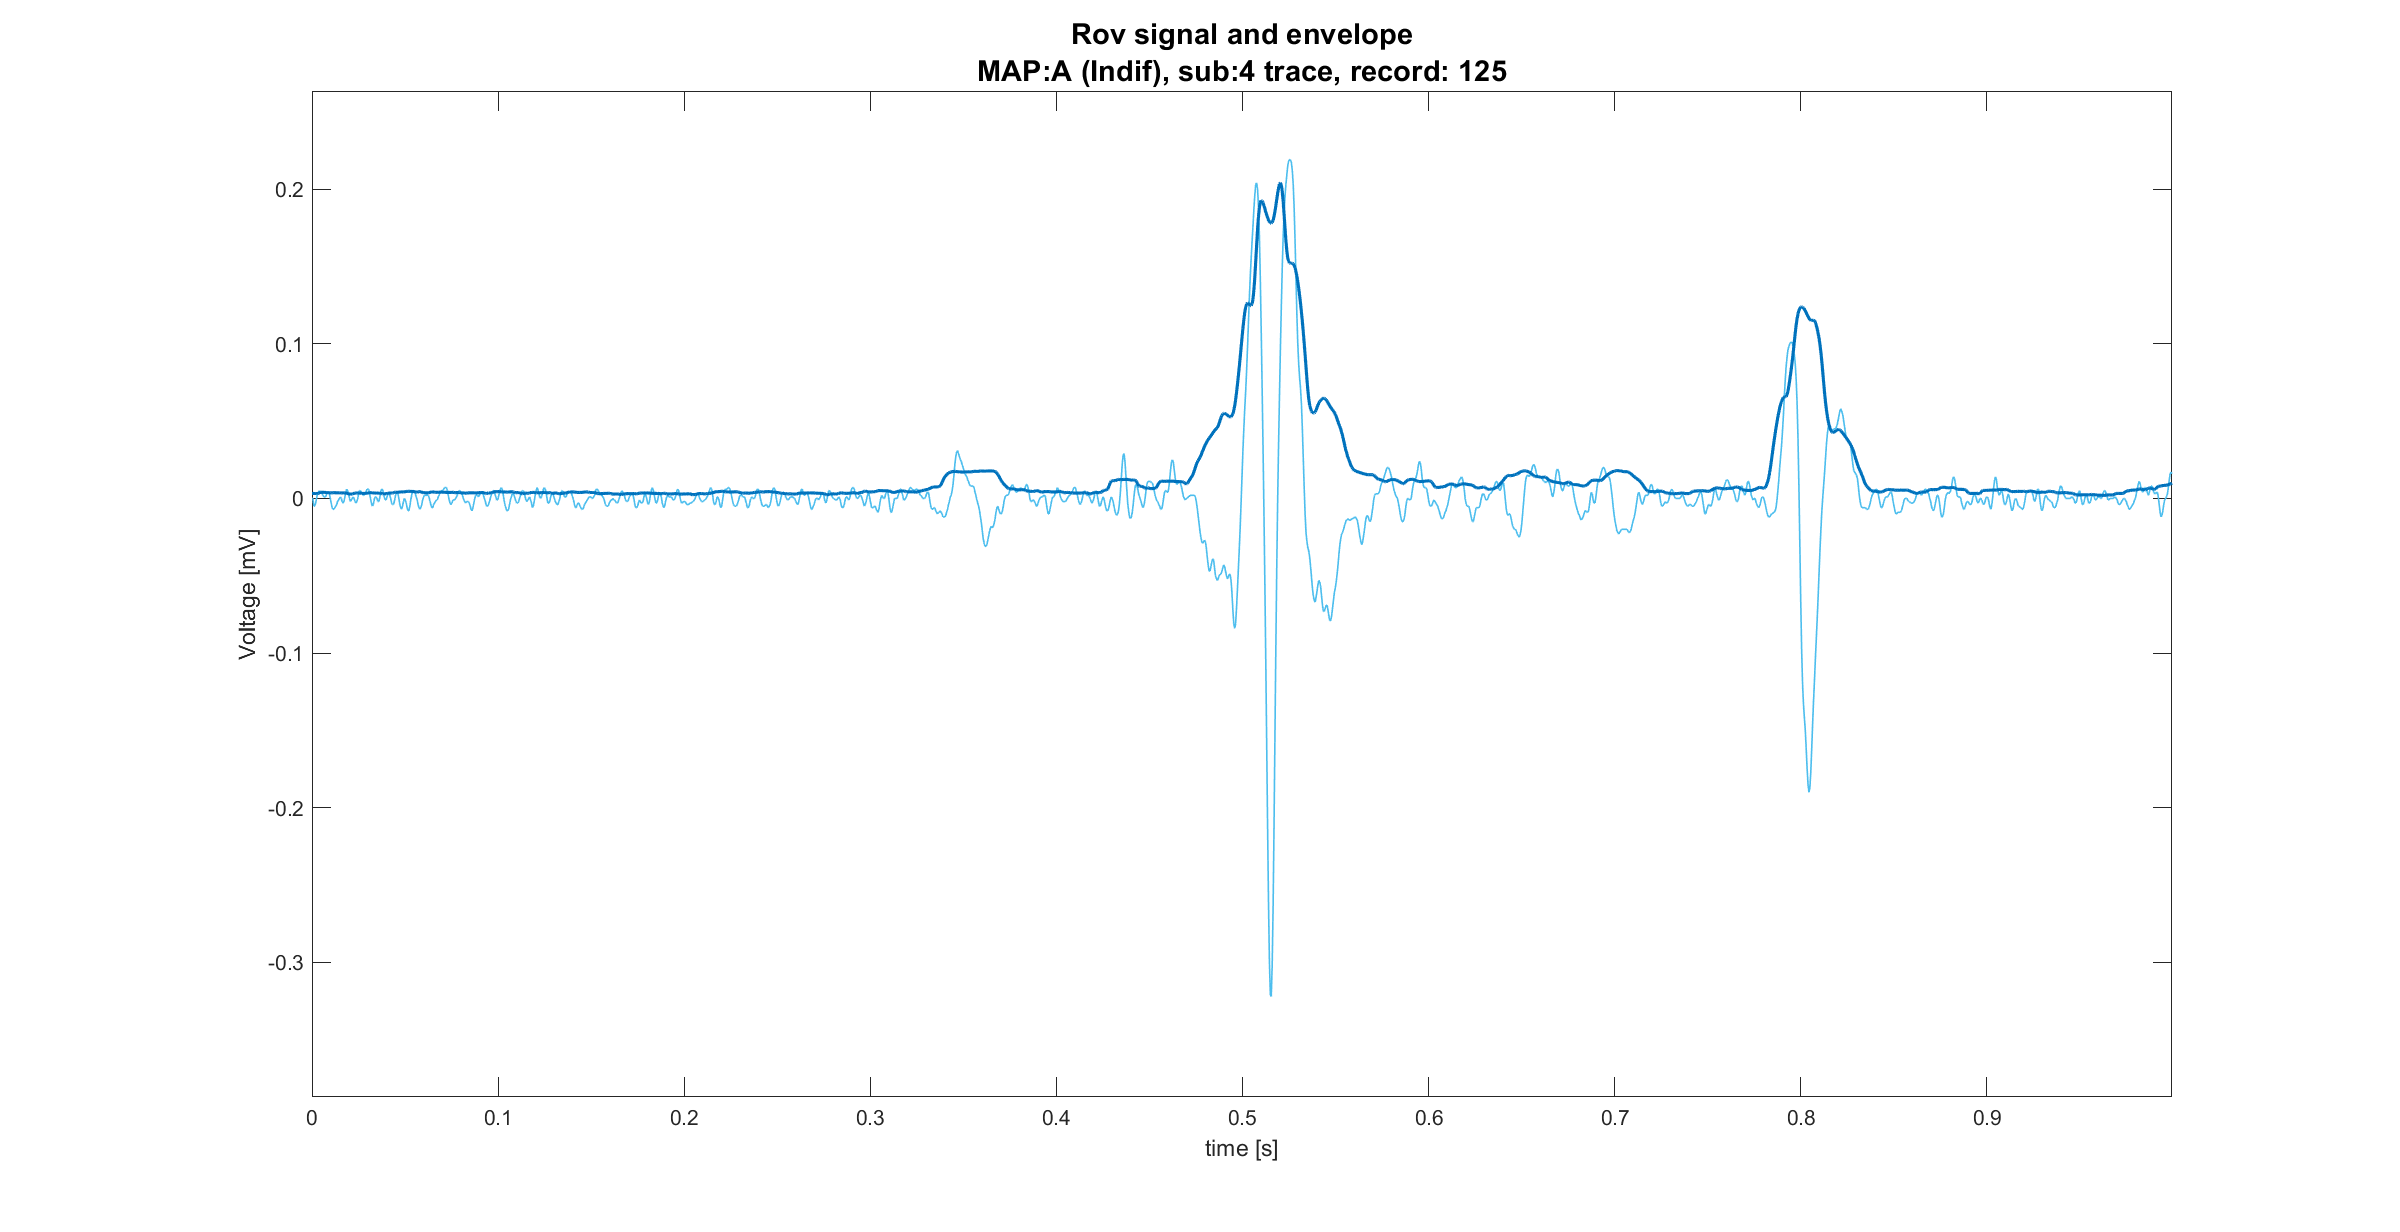 Rov signal and envelope
MAP:A (Indif), sub:4 trace, record: 125
Voltage [mV]
0.2
0.1
0
-0.1
-0.2
-0.3
0 0.1 0.2 0.3 0.4 0.5 0.6 0.7 0.8 0.9
time [s]